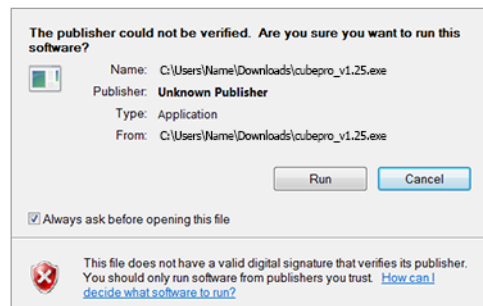 The publisher could not be verified. Are you sure you want to run this
software?
Name: C:\Users\Name\Downloads\cubepro_v1.25.exe
Publisher: Unknown Publisher
Type: Application
From: C:\Users\Name\Downloads\cubepro_v1.25.exe
Run Cancel
Always ask before opening this file
This file does not have a valid digital signature that verifies its publisher.
You should only run software from publishers you trust. How can I
decide what software to run?